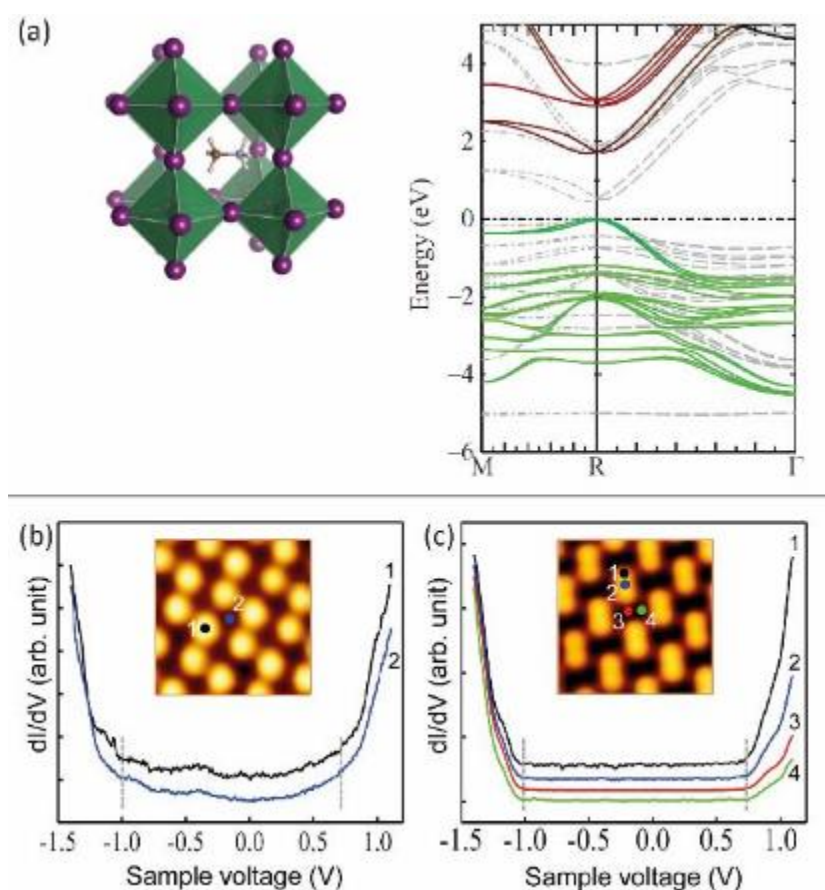 (a)
Energy (eV)
4
2
0
−2
−4
−6
M R Γ
(b)
dI/dV (arb. unit)
1
2
1
2
-1.5 -1.0 -0.5 0.0 0.5 1.0
Sample voltage (V)
(c)
dI/dV (arb. unit)
1
2
3
4
1
2
3
4
-1.5 -1.0 -0.5 0.0 0.5 1.0
Sample voltage (V)